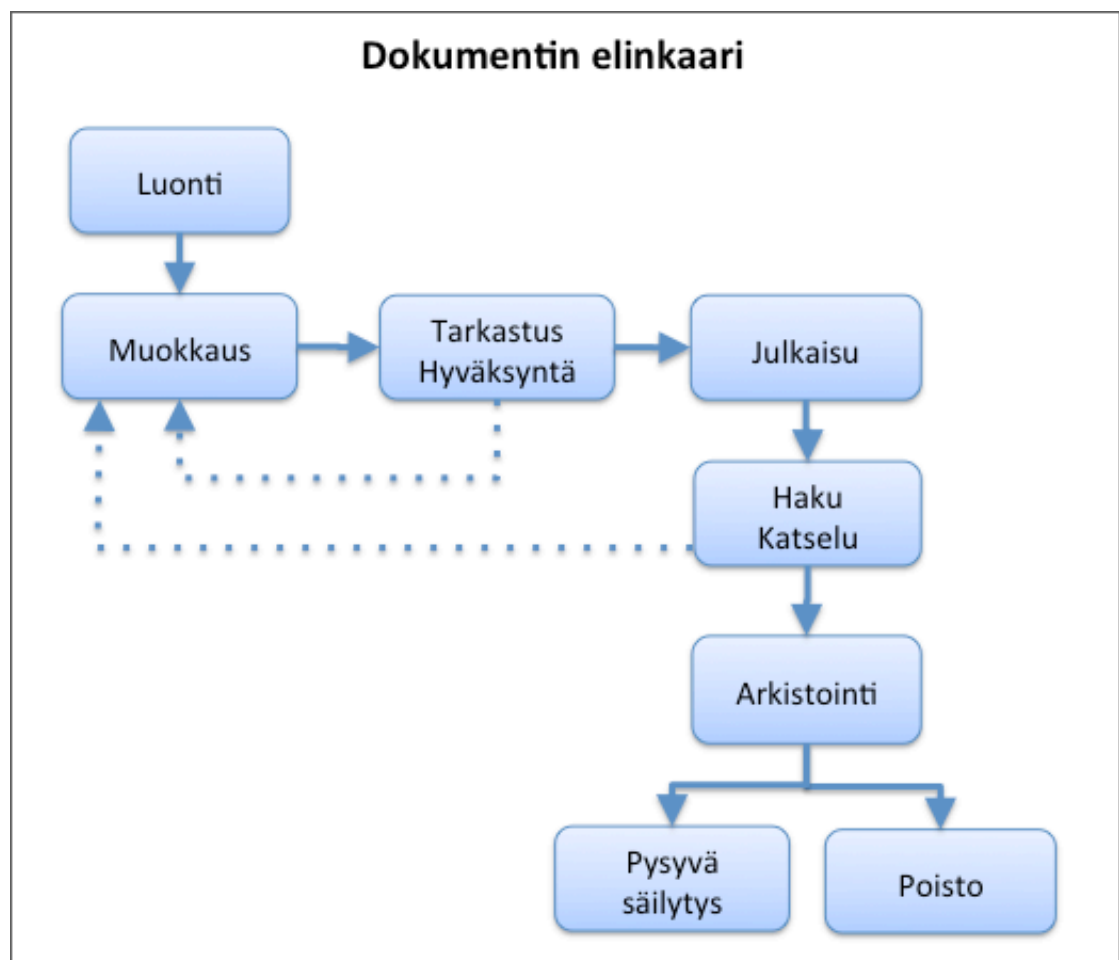 Dokumentin elinkaari
Luonti
Muokkaus
Tarkastus
Hyväksyntä
Julkaisu
Haku
Katselu
Arkistointi
Pysyvä
säilytys
Poisto